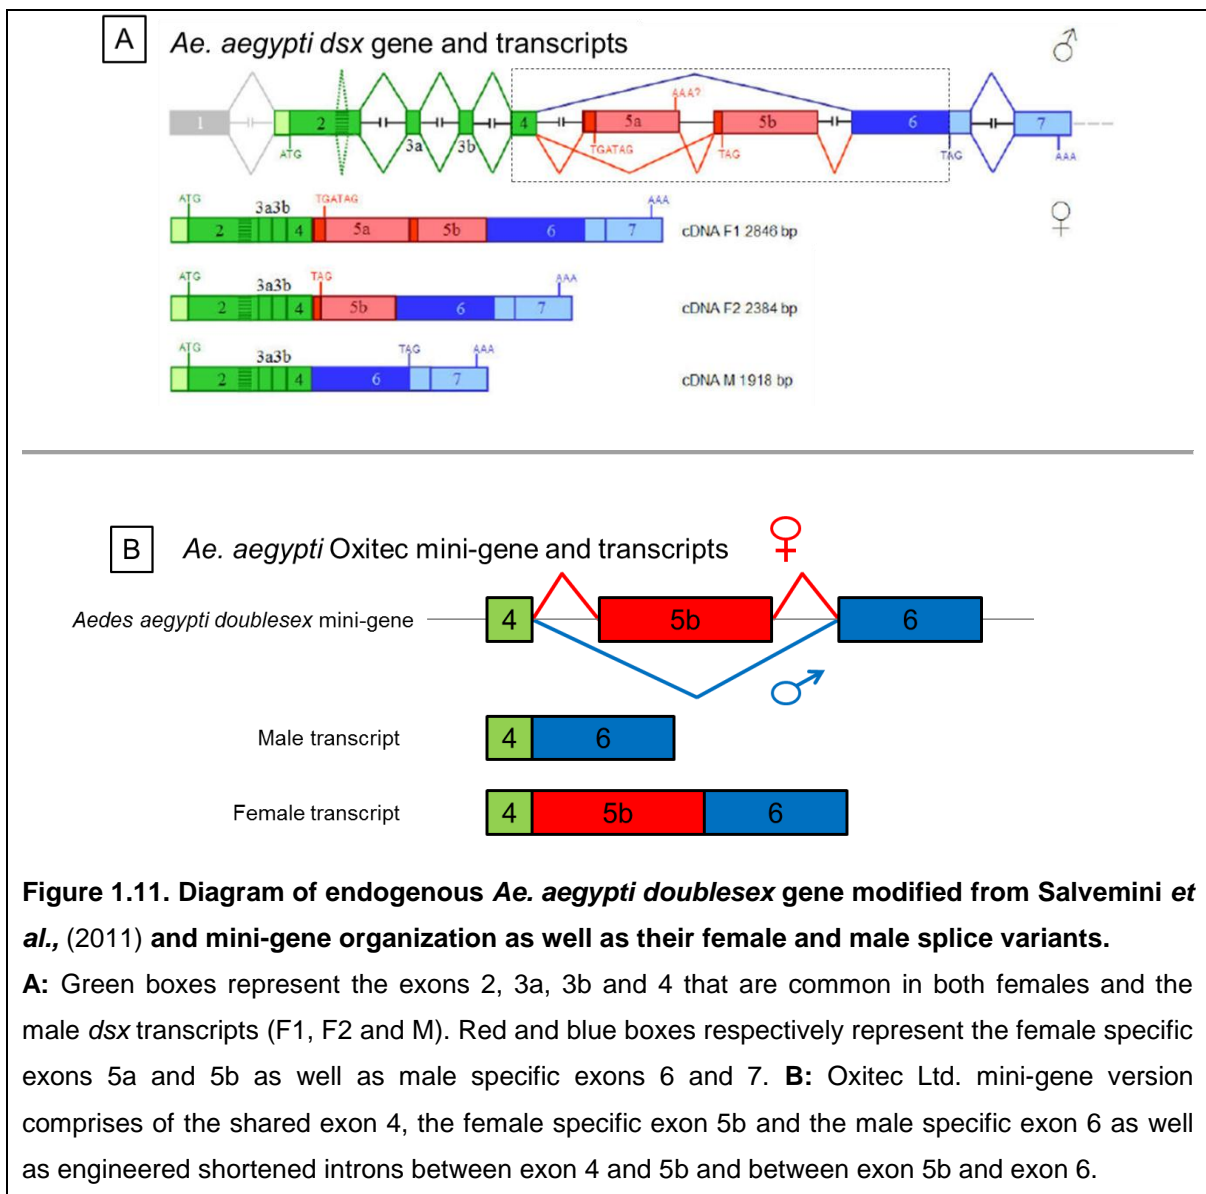 A
Ae. aegypti dsx gene and transcripts
♂
AAA?
1
2
3a
3b
4
5a
5b
6
7
ATG
TGATAG
TAG
TAG
AAA
♀
ATG
3a3b
TGATAG
AAA
2
4
5a
5b
6
7
cDNA F1 2846 bp
ATG
3a3b
TAG
AAA
2
4
5b
6
7
cDNA F2 2384 bp
ATG
3a3b
TAG
AAA
2
4
6
7
cDNA M 1918 bp
B
Ae. aegypti Oxitec mini-gene and transcripts
♀
Aedes aegypti doublesex mini-gene
4
5b
6
♂
Male transcript
4
6
Female transcript
4
5b
6
Figure 1.11. Diagram of endogenous Ae. aegypti doublesex gene modified from Salvemini et
al., (2011) and mini-gene organization as well as their female and male splice variants.
A: Green boxes represent the exons 2, 3a, 3b and 4 that are common in both females and the
male dsx transcripts (F1, F2 and M). Red and blue boxes respectively represent the female specific
exons 5a and 5b as well as male specific exons 6 and 7. B: Oxitec Ltd. mini-gene version
comprises of the shared exon 4, the female specific exon 5b and the male specific exon 6 as well
as engineered shortened introns between exon 4 and 5b and between exon 5b and exon 6.